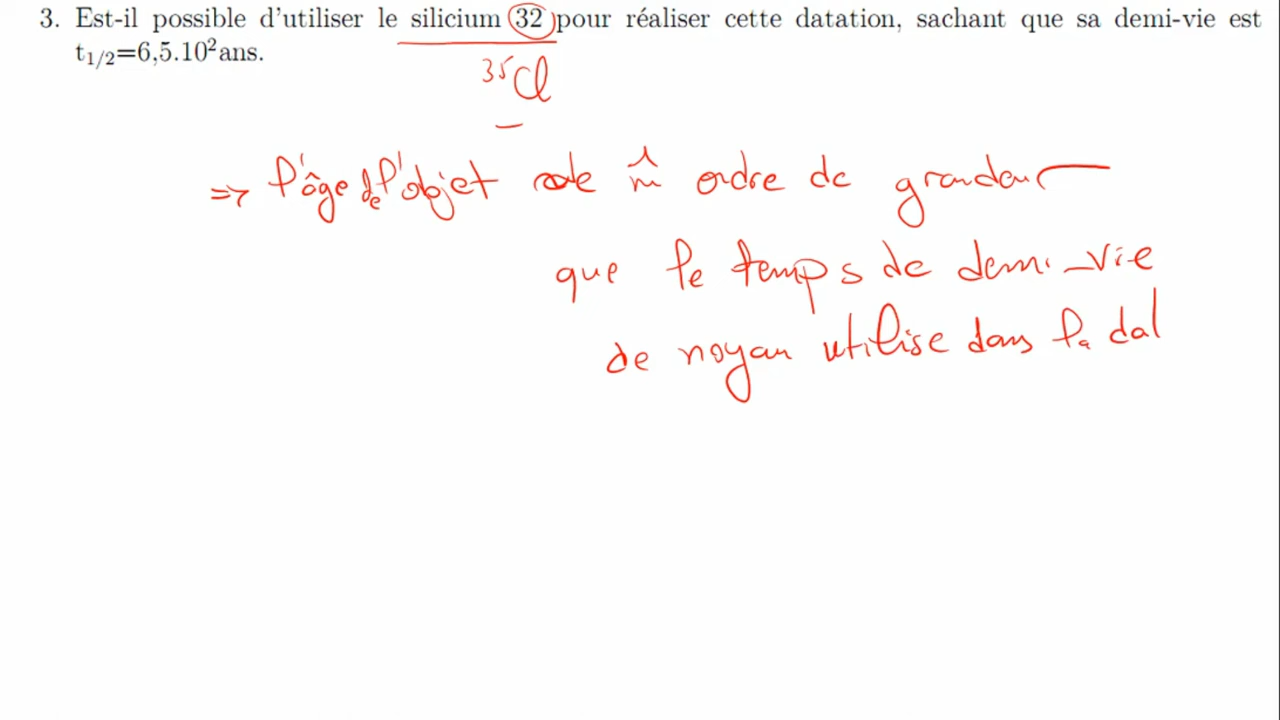 3. Est-il possible d'utiliser le silicium 32 pour réaliser cette datation, sachant que sa demi-vie est
t1/2=6,5.10²ans.
³⁵Cl
⇒ l'âge de l'objet de m̂ ordre de grandeur
que le temps de demi-vie
de noyau utilise dans la dat